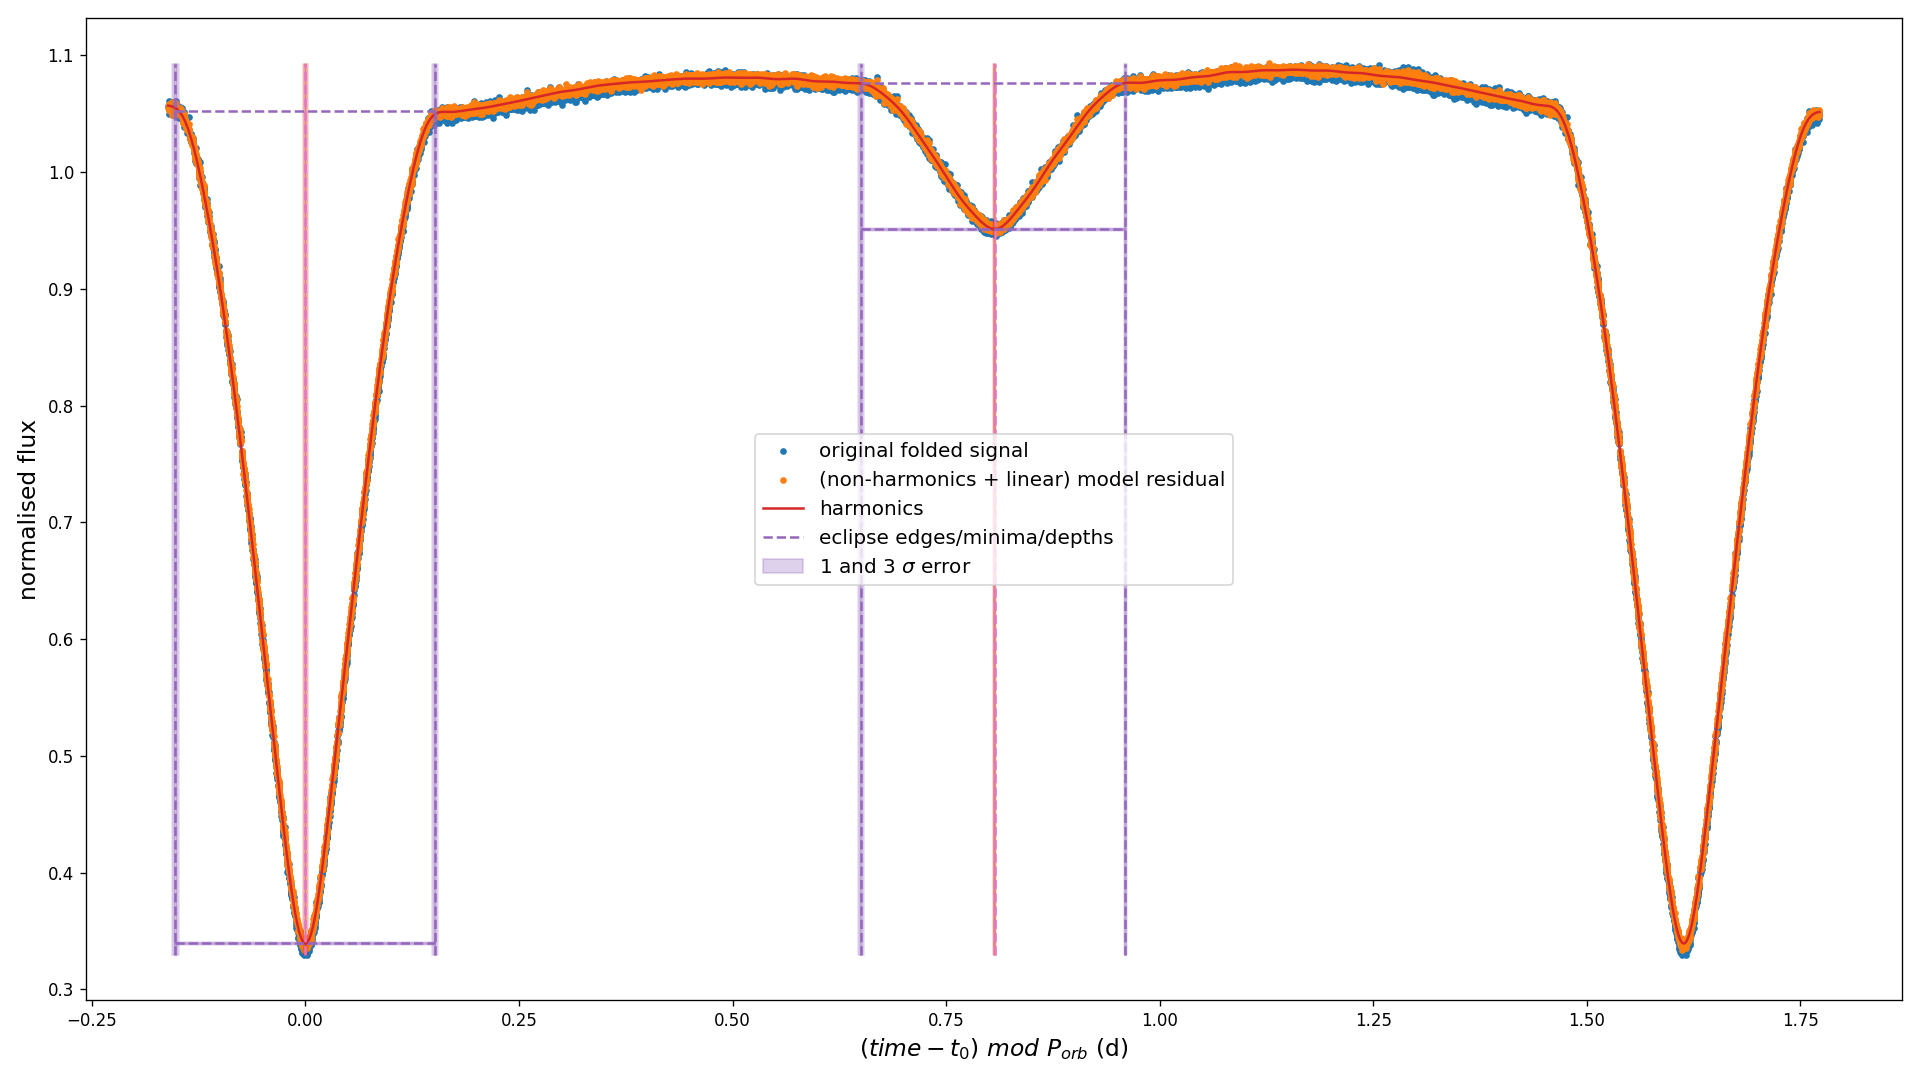 normalised flux
1.1
1.0
0.9
0.8
0.7
0.6
0.5
0.4
0.3
original folded signal
(non-harmonics + linear) model residual
harmonics
eclipse edges/minima/depths
1 and 3 σ error
−0.25 0.00 0.25 0.50 0.75 1.00 1.25 1.50 1.75
(time − t₀) mod P_orb (d)